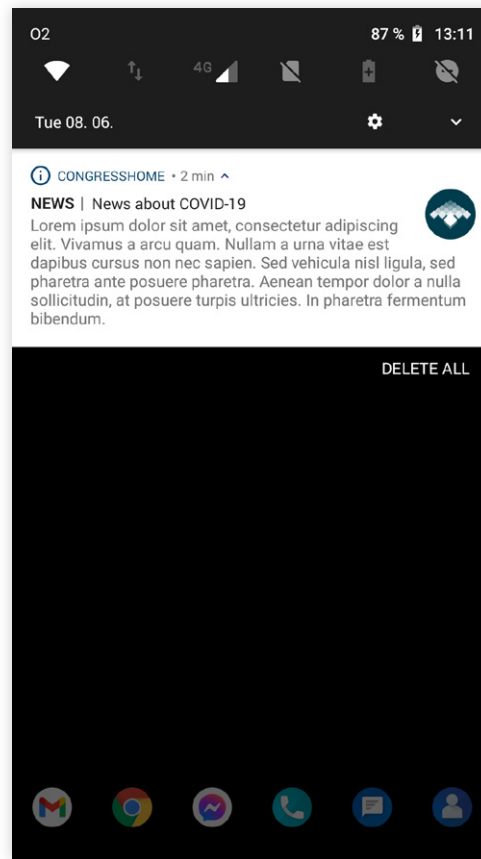 O2 87 % 13:11
4G
Tue 08. 06.
CONGRESSHOME • 2 min
NEWS | News about COVID-19
Lorem ipsum dolor sit amet, consectetur adipiscing
elit. Vivamus a arcu quam. Nullam a urna vitae est
dapibus cursus non nec sapien. Sed vehicula nisl ligula, sed
pharetra ante posuere pharetra. Aenean tempor dolor a nulla
sollicitudin, at posuere turpis ultricies. In pharetra fermentum
bibendum.
DELETE ALL